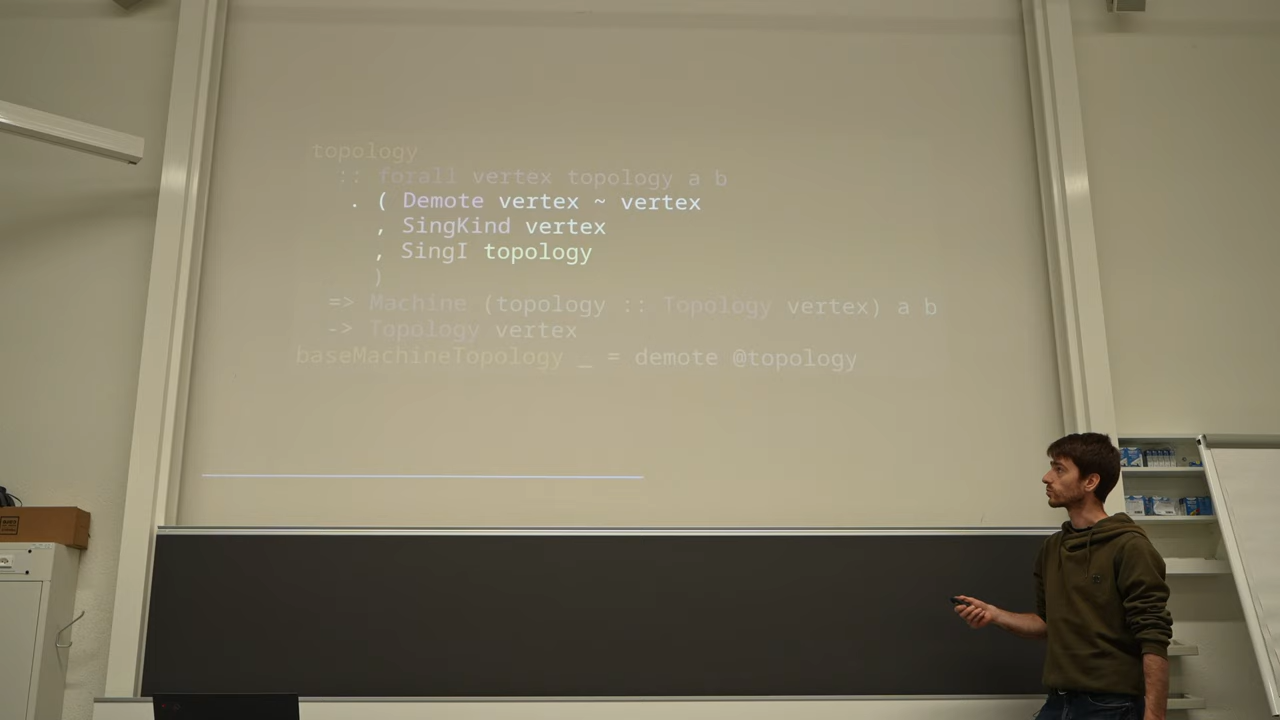 topology
:: forall vertex topology a b
. ( Demote vertex ~ vertex
, SingKind vertex
, SingI topology
)
=> Machine (topology :: Topology vertex) a b
-> Topology vertex
baseMachineTopology _ = demote @topology